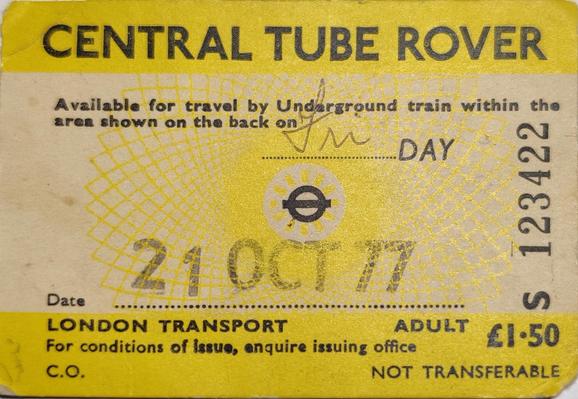 CENTRAL TUBE ROVER
Available for travel by Underground train within the
area shown on the back on
Fri DAY
S 123422
21 OCT 77
Date
LONDON TRANSPORT ADULT £1·50
For conditions of issue, enquire issuing office
C.O. NOT TRANSFERABLE